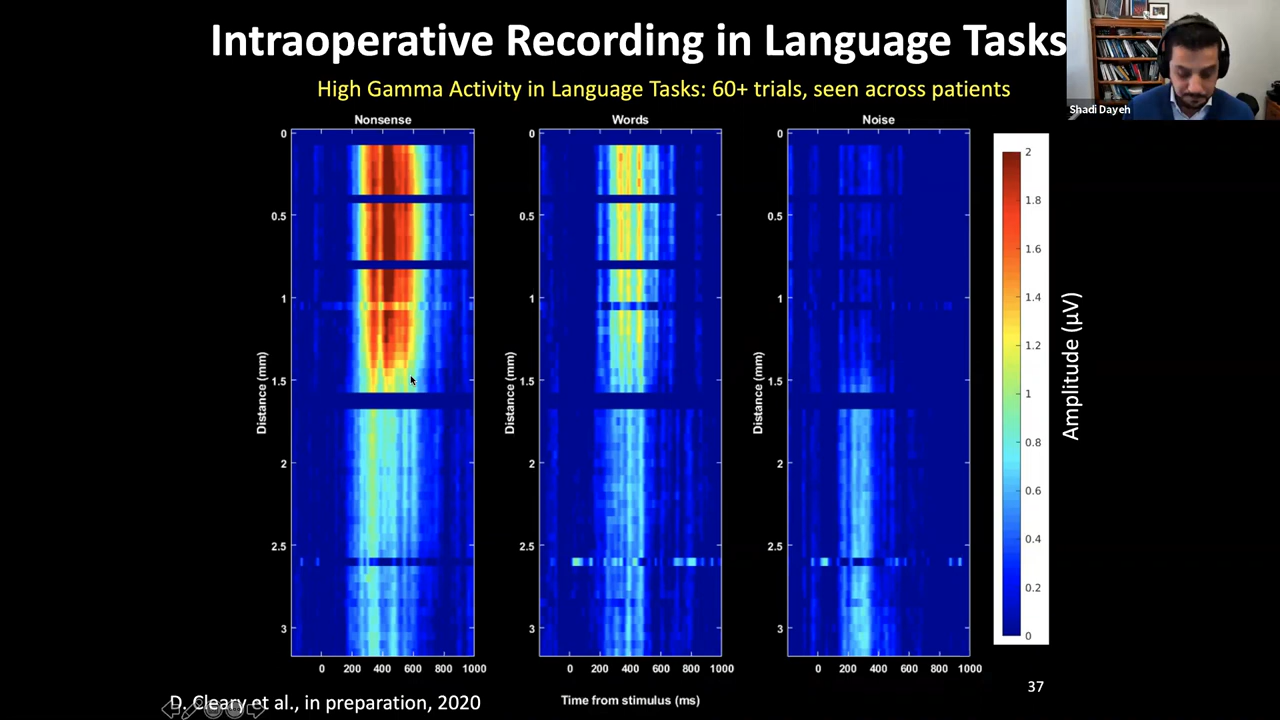 Intraoperative Recording in Language Tasks
High Gamma Activity in Language Tasks: 60+ trials, seen across patients
Shadi Dayeh
Nonsense
Words
Noise
0
0.5
1
1.5
2
2.5
3
Distance (mm)
0 200 400 600 800 1000
0
0.5
1
1.5
2
2.5
3
Distance (mm)
0 200 400 600 800 1000
0
0.5
1
1.5
2
2.5
3
Distance (mm)
0 200 400 600 800 1000
2
1.8
1.6
1.4
1.2
1
0.8
0.6
0.4
0.2
0
Amplitude (µV)
Time from stimulus (ms)
37
D. Cleary et al., in preparation, 2020